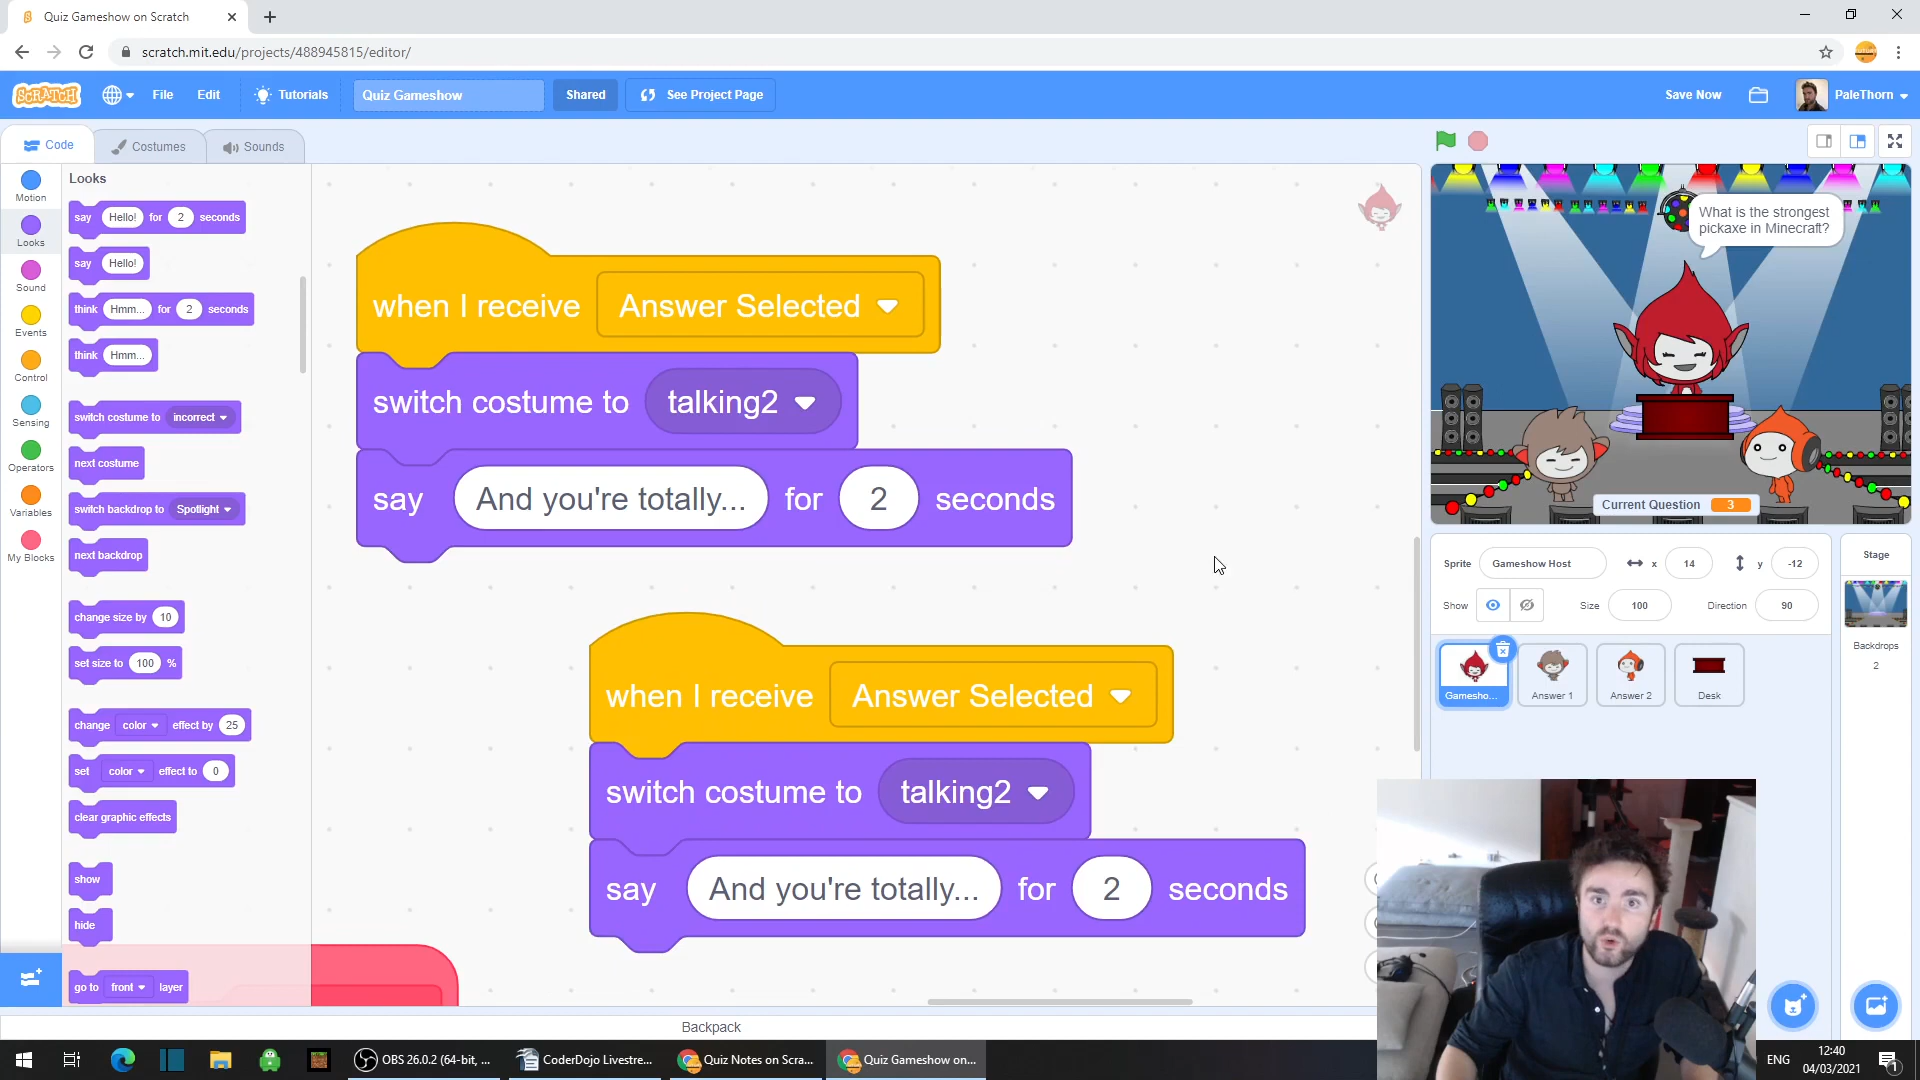 Quiz Gameshow on Scratch
scratch.mit.edu/projects/488945815/editor/
SCRATCH
File
Edit
Tutorials
Quiz Gameshow
Shared
See Project Page
Save Now
PaleThorn
Code
Costumes
Sounds
Motion
Looks
Sound
Events
Control
Sensing
Operators
Variables
My Blocks
Looks
say Hello! for 2 seconds
say Hello!
think Hmm... for 2 seconds
think Hmm...
switch costume to incorrect
next costume
switch backdrop to Spotlight
next backdrop
change size by 10
set size to 100 %
change color effect by 25
set color effect to 0
clear graphic effects
show
hide
go to front layer
when I receive Answer Selected
switch costume to talking2
say And you're totally... for 2 seconds
when I receive Answer Selected
switch costume to talking2
say And you're totally... for 2 seconds
What is the strongest
pickaxe in Minecraft?
Current Question 3
Sprite Gameshow Host x 14 y -12
Show Size 100 Direction 90
Gamesho...
Answer 1
Answer 2
Desk
Stage
Backdrops
2
Backpack
OBS 26.0.2 (64-bit, ...
CoderDojo Livestre...
Quiz Notes on Scra...
Quiz Gameshow on...
ENG
12:40
04/03/2021
1